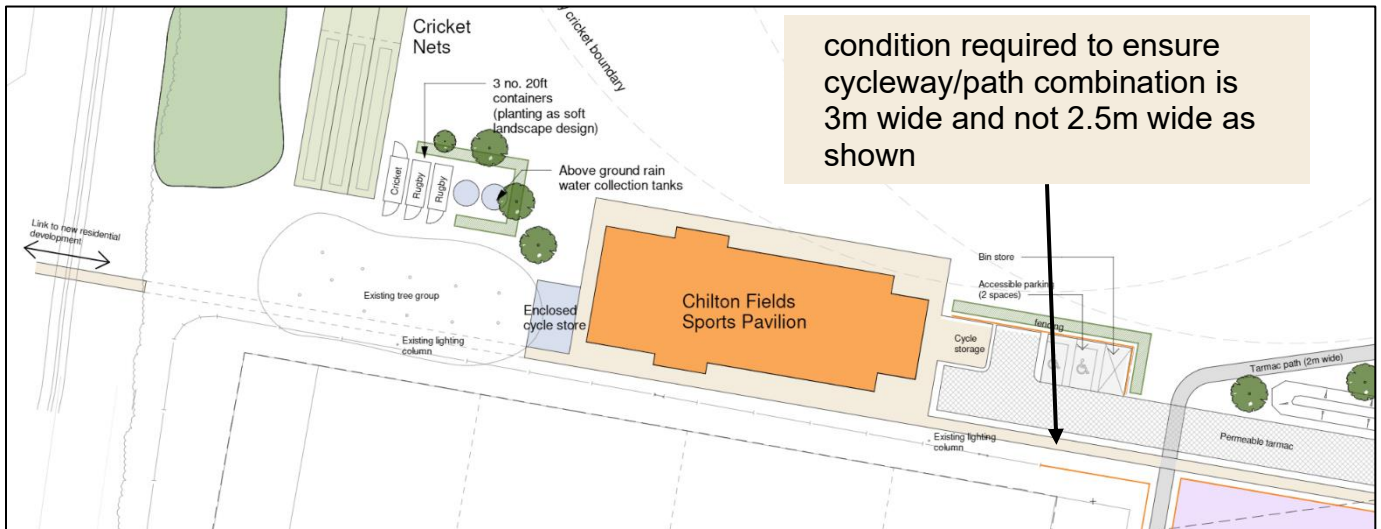 Cricket
Nets
cricket boundary
3 no. 20ft
containers
(planting as soft
landscape design)
condition required to ensure
cycleway/path combination is
3m wide and not 2.5m wide as
shown
Above ground rain
water collection tanks
Cricket
Rugby
Rugby
Link to new residential
development
Existing tree group
Enclosed
cycle store
Existing lighting
column
Chilton Fields
Sports Pavilion
Bin store
Accessible parking
(2 spaces)
fencing
Cycle
storage
Tarmac path (2m wide)
Existing lighting
column
Permeable tarmac